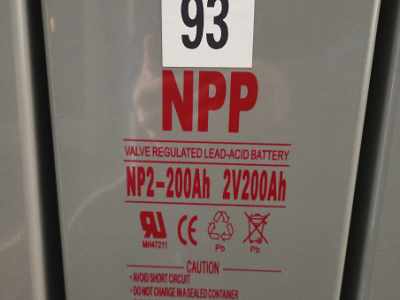 93
NPP
VALVE REGULATED LEAD-ACID BATTERY
NP2-200Ah 2V200Ah
MH47211
Pb Pb
CAUTION
• AVOID SHORT CIRCUIT
• DO NOT CHARGE IN A SEALED CONTAINER